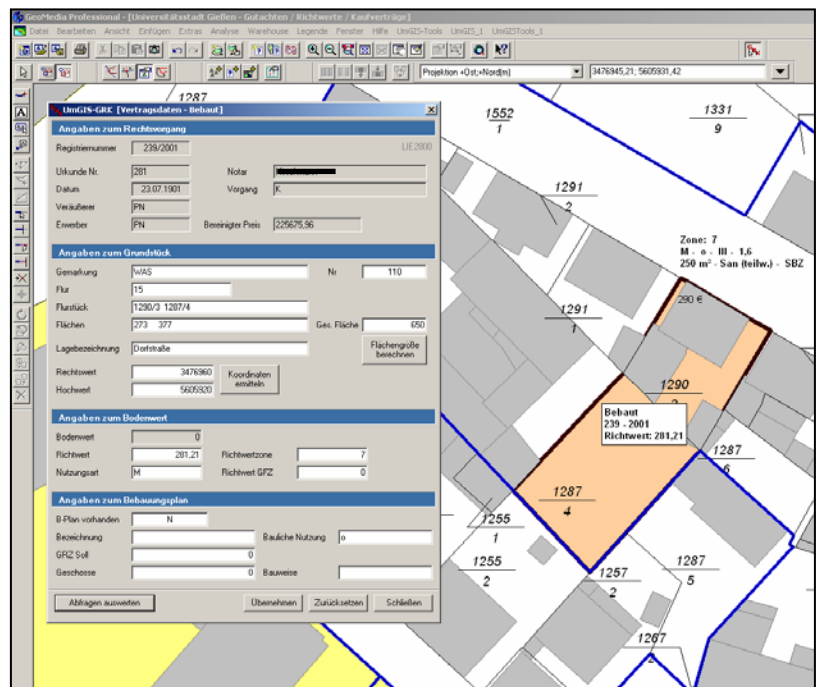 GeoMedia Professional - [Universitätsstadt Gießen - Gutachten / Richtwerte / Kaufverträge]
Datei Bearbeiten Ansicht Einfügen Extras Analyse Warehouse Legende Fenster Hilfe UmGIS-Tools UmGIS_1 UmGISTools_1
Projektion +Ost;+Nord(m) 3476945,21; 5605931,42
UmGIS-GRK [Vertragsdaten - Bebaut]
Angaben zum Rechtsvorgang
Registriernummer 239/2001 LIE2800
Urkunde Nr. 281 Notar
Datum 23.07.1901 Vorgang K
Veräußerer PN
Erwerber PN Bereinigter Preis 225675,96
Angaben zum Grundstück
Gemarkung WAS Nr 110
Flur 15
Flurstück 1290/3 1287/4
Flächen 273 377 Ges. Fläche 650
Lagebezeichnung Dorfstraße Flächengröße berechnen
Rechtswert 3476960 Koordinaten ermitteln
Hochwert 5605920
Angaben zum Bodenwert
Bodenwert 0
Richtwert 281,21 Richtwertzone 7
Nutzungsart M Richtwert GFZ 0
Angaben zum Bebauungsplan
B-Plan vorhanden N
Bezeichnung Bauliche Nutzung o
GRZ Soll 0
Geschosse 0 Bauweise
Abfragen auswerten Übernehmen Zurücksetzen Schließen
1287
1552
1
1331
9
1291
2
Zone: 7
M - o - III - 1,6
250 m² - San (teilw.) - SBZ
290 €
1291
1
1290
Bebaut
239 - 2001
Richtwert: 281,21
1287
6
1287
4
1255
1
1255
2
1257
2
1287
5
1267